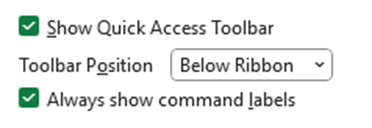 Show Quick Access Toolbar
Toolbar Position Below Ribbon
Always show command labels